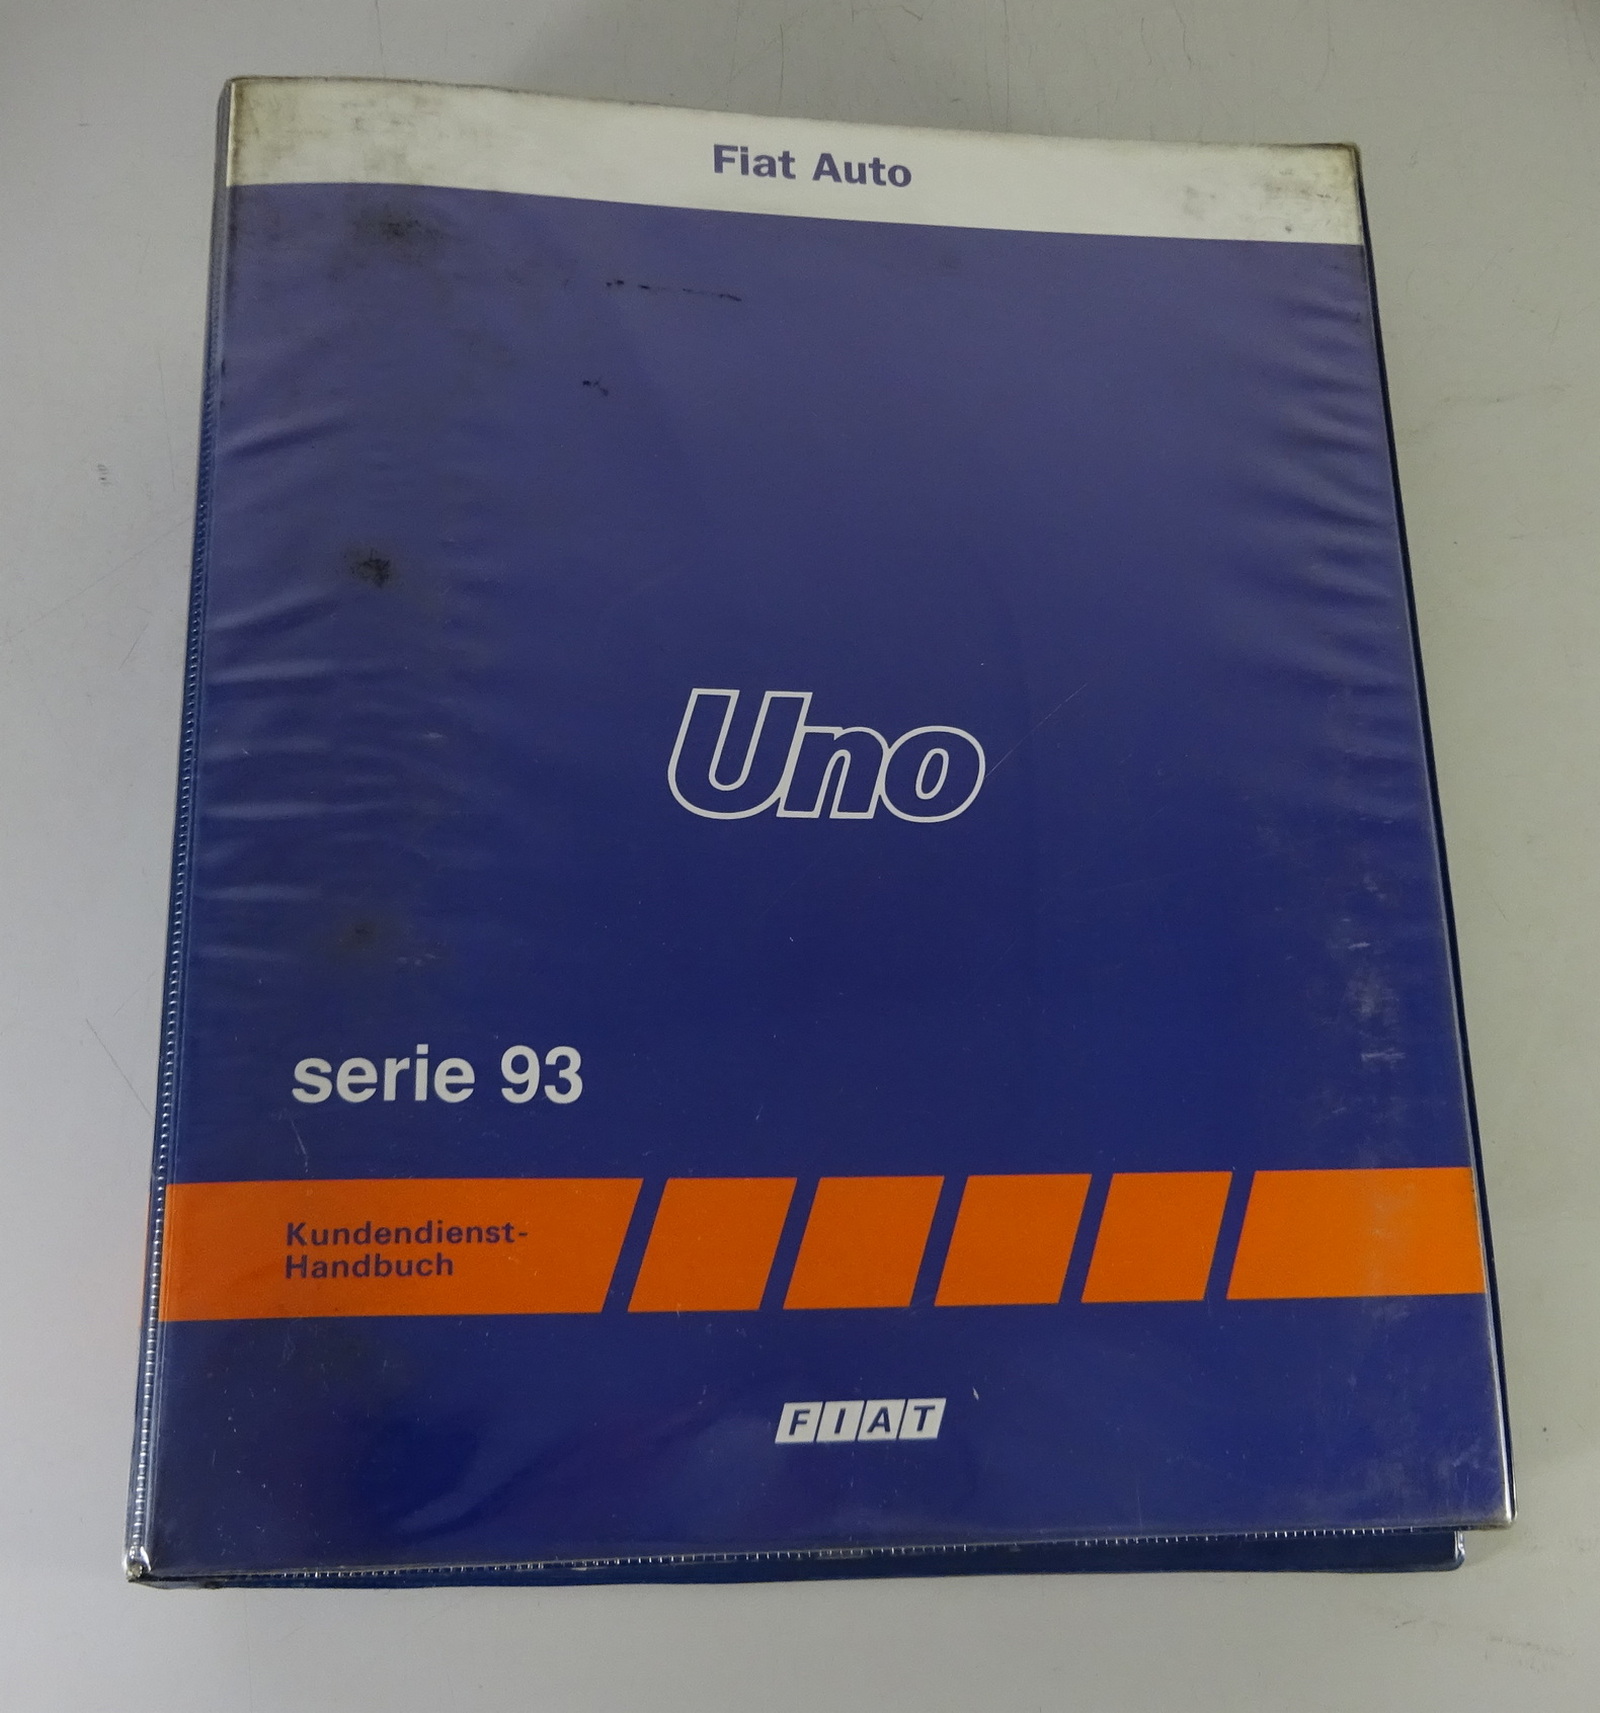 Fiat Auto
Uno
serie 93
Kundendienst-
Handbuch
FIAT